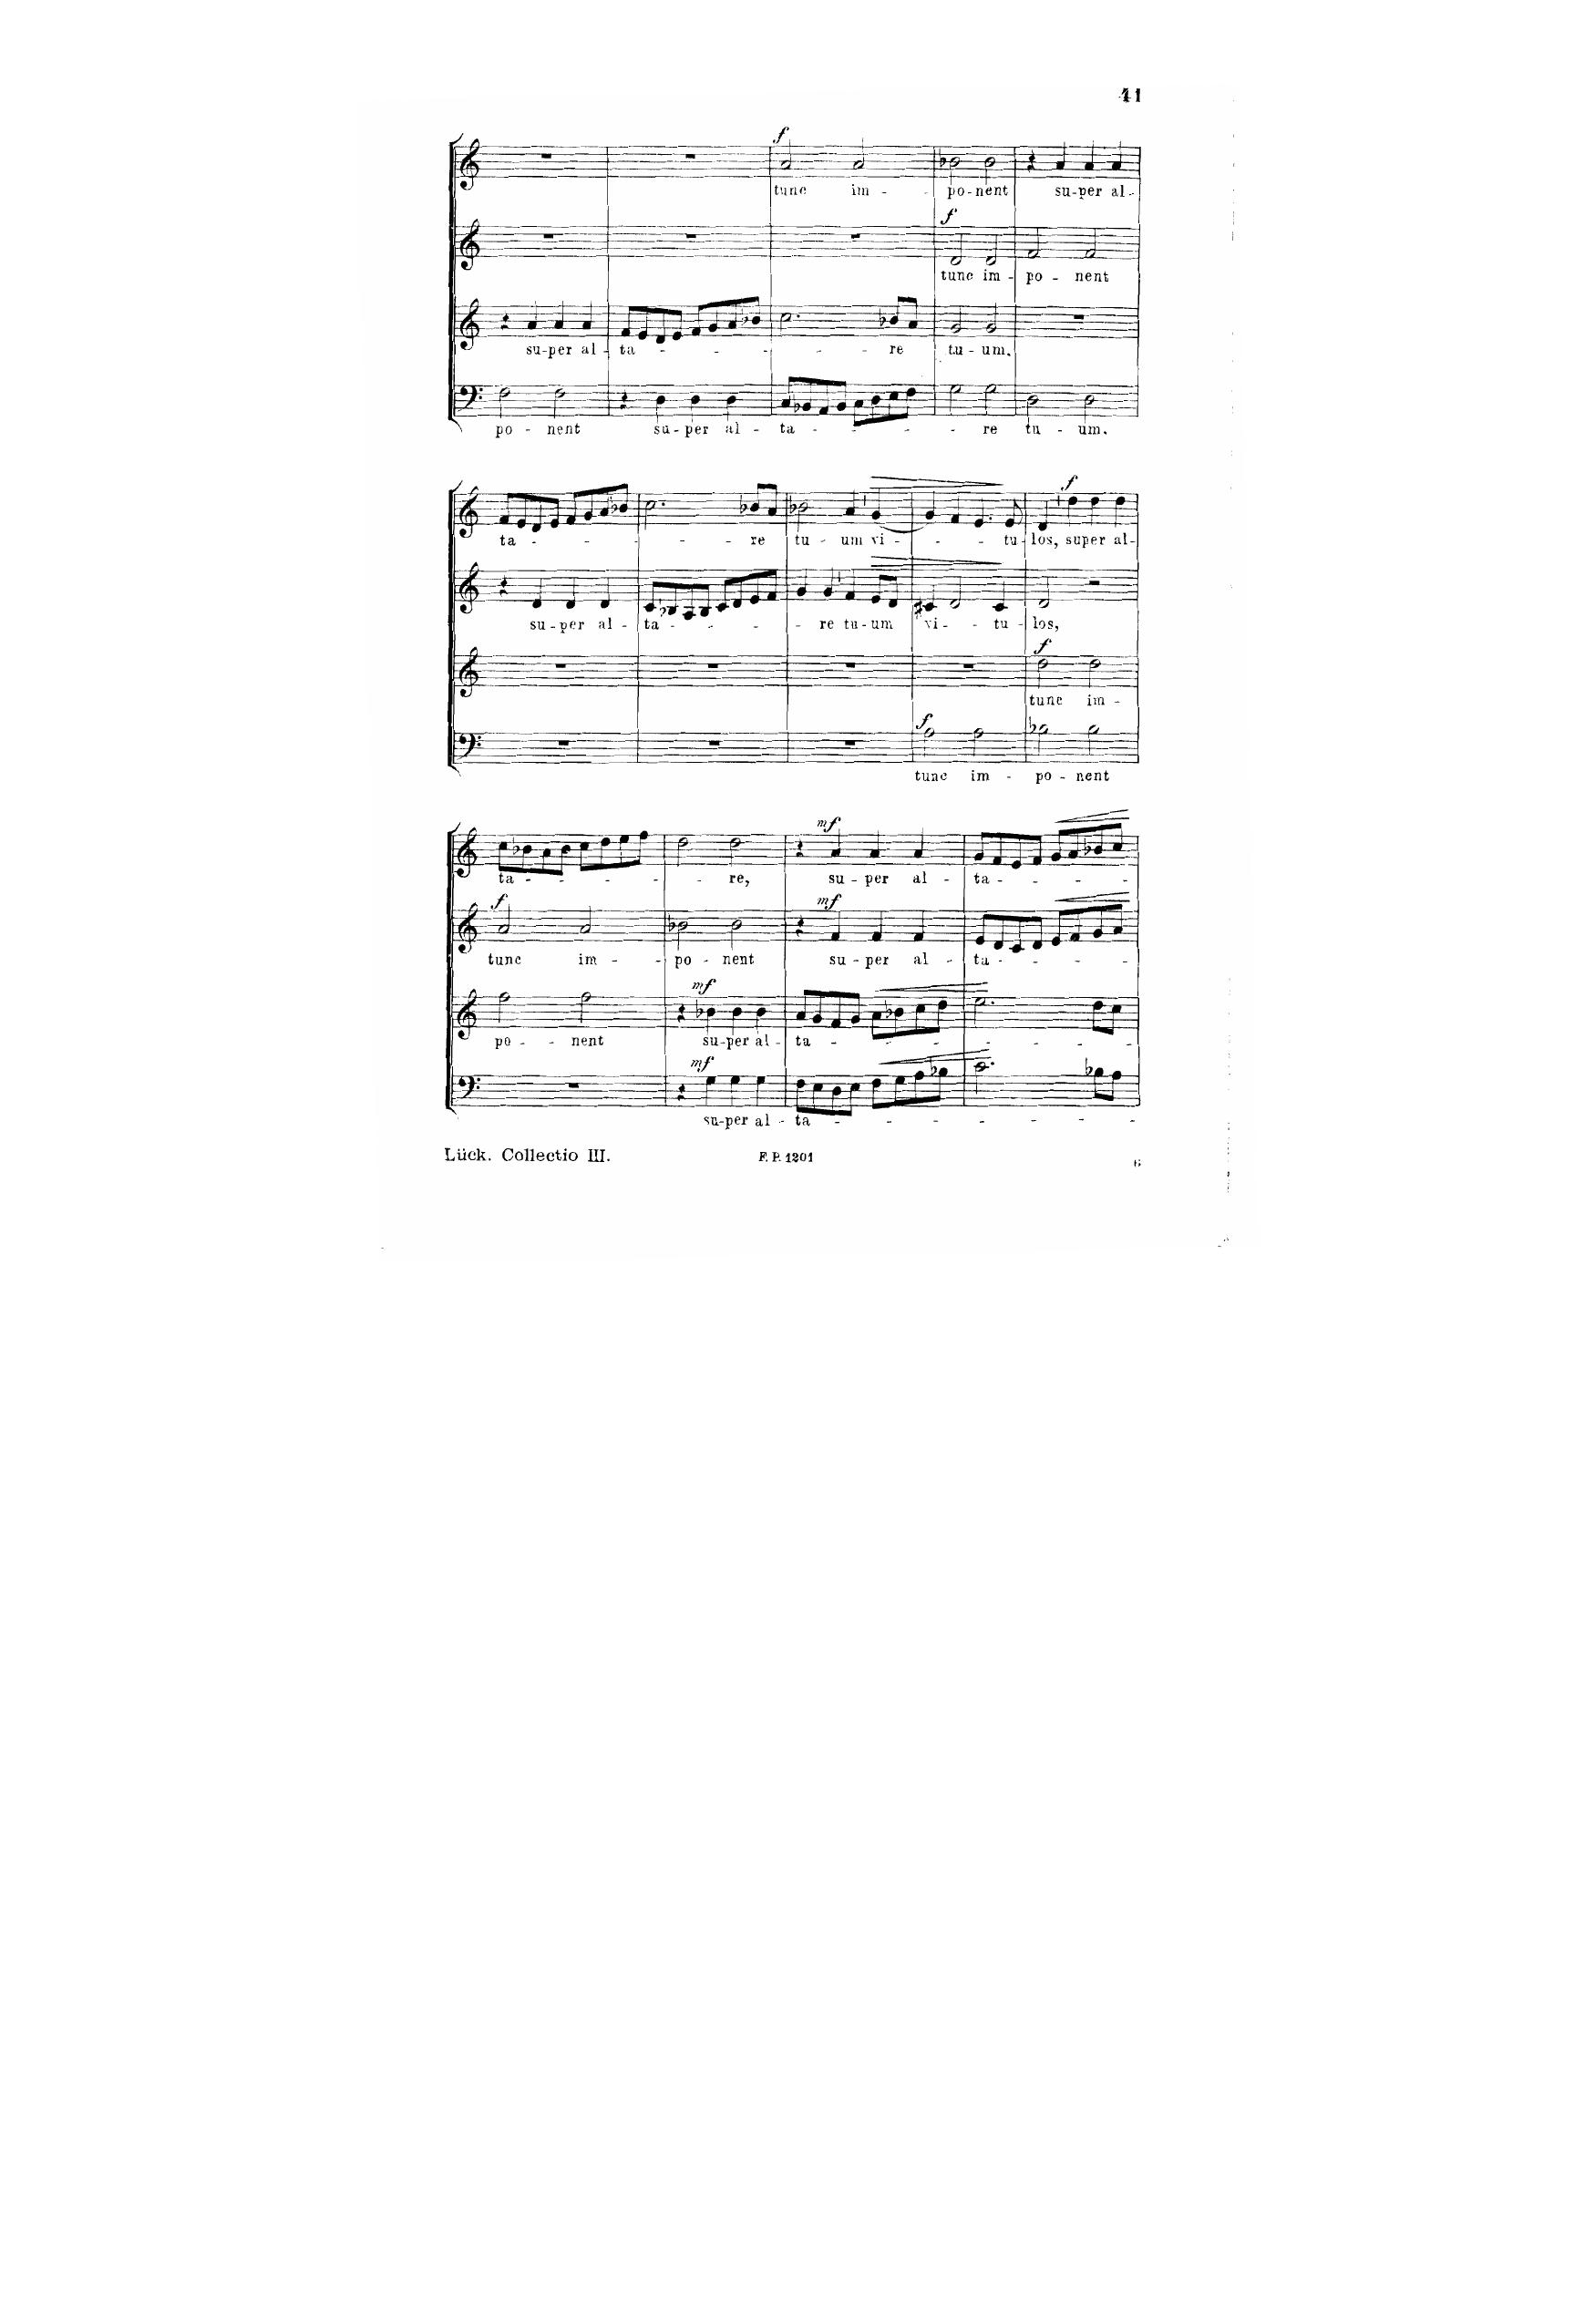 41
f
tunc im - - po - nent su - per al -
f
tunc im - po - nent
su - per al - ta - - - - - re tu - um.
po - nent su - per al - ta - - - - re tu - um.
f
ta - - - - - re tu - um vi - - - tu - los, super al -
su - per al - ta - - - - re tu - um vi - - tu - los,
f
tunc im -
f
tunc im - po - nent
mf
ta - - - - - re, su - per al - ta - - - -
f mf
tunc im - - po - nent su - per al - ta - - - -
mf
po - - nent su - per al - ta - - - - - - -
mf
su - per al - ta - - - - - - -
Lück. Collectio III. F. P. 1201 6